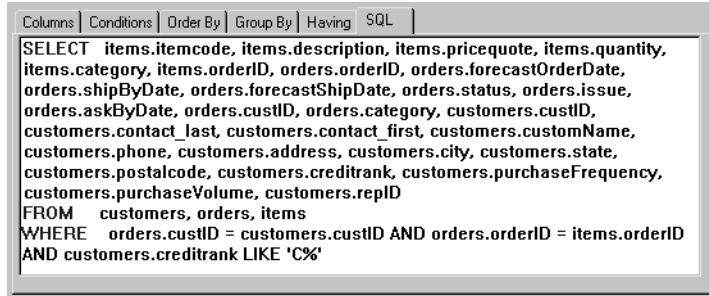 Columns Conditions Order By Group By Having SQL
SELECT items.itemcode, items.description, items.pricequote, items.quantity,
items.category, items.orderID, orders.orderID, orders.forecastOrderDate,
orders.shipByDate, orders.forecastShipDate, orders.status, orders.issue,
orders.askByDate, orders.custID, orders.category, customers.custID,
customers.contact_last, customers.contact_first, customers.customName,
customers.phone, customers.address, customers.city, customers.state,
customers.postalcode, customers.creditrank, customers.purchaseFrequency,
customers.purchaseVolume, customers.repID
FROM customers, orders, items
WHERE orders.custID = customers.custID AND orders.orderID = items.orderID
AND customers.creditrank LIKE 'C%'